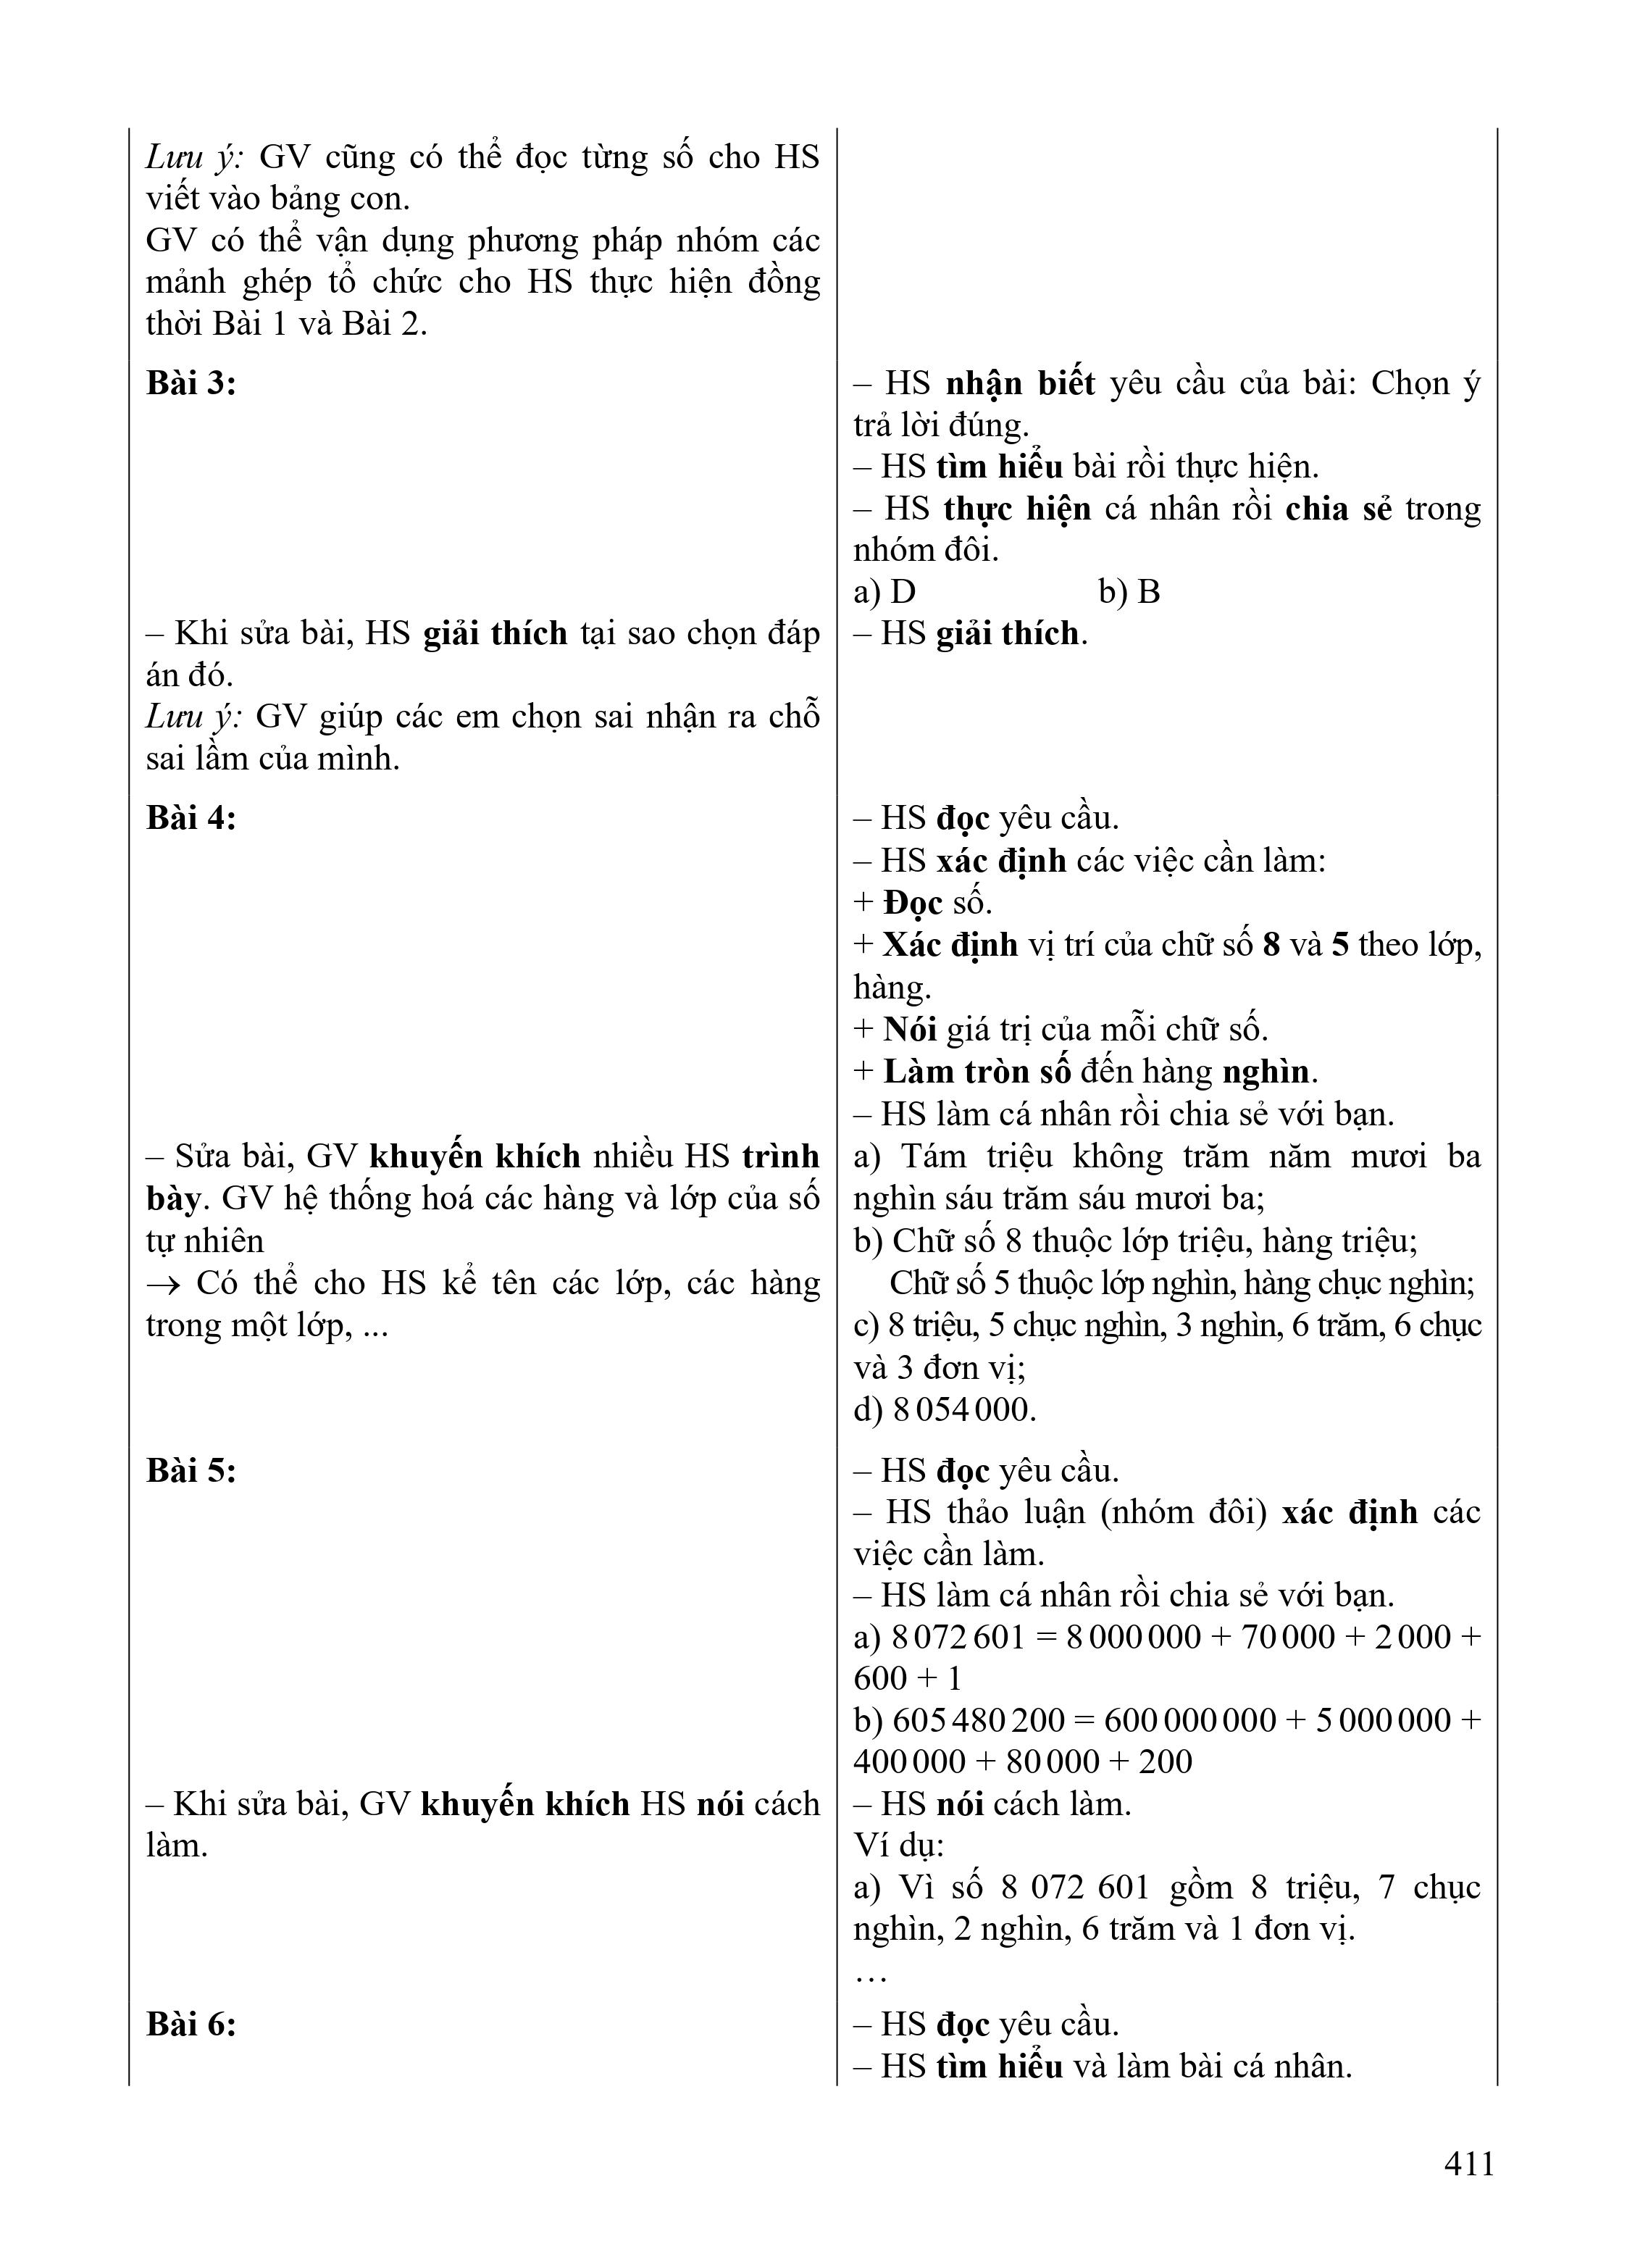 Lưu ý: GV cũng có thể đọc từng số cho HS
viết vào bảng con.
GV có thể vận dụng phương pháp nhóm các
mảnh ghép tổ chức cho HS thực hiện đồng
thời Bài 1 và Bài 2.
Bài 3:
– HS nhận biết yêu cầu của bài: Chọn ý
trả lời đúng.
– HS tìm hiểu bài rồi thực hiện.
– HS thực hiện cá nhân rồi chia sẻ trong
nhóm đôi.
a) D b) B
– Khi sửa bài, HS giải thích tại sao chọn đáp
án đó.
Lưu ý: GV giúp các em chọn sai nhận ra chỗ
sai lầm của mình.
– HS giải thích.
Bài 4:
– HS đọc yêu cầu.
– HS xác định các việc cần làm:
+ Đọc số.
+ Xác định vị trí của chữ số 8 và 5 theo lớp,
hàng.
+ Nói giá trị của mỗi chữ số.
+ Làm tròn số đến hàng nghìn.
– HS làm cá nhân rồi chia sẻ với bạn.
– Sửa bài, GV khuyến khích nhiều HS trình
bày. GV hệ thống hoá các hàng và lớp của số
tự nhiên
→ Có thể cho HS kể tên các lớp, các hàng
trong một lớp, ...
a) Tám triệu không trăm năm mươi ba
nghìn sáu trăm sáu mươi ba;
b) Chữ số 8 thuộc lớp triệu, hàng triệu;
Chữ số 5 thuộc lớp nghìn, hàng chục nghìn;
c) 8 triệu, 5 chục nghìn, 3 nghìn, 6 trăm, 6 chục
và 3 đơn vị;
d) 8 054 000.
Bài 5:
– HS đọc yêu cầu.
– HS thảo luận (nhóm đôi) xác định các
việc cần làm.
– HS làm cá nhân rồi chia sẻ với bạn.
a) 8 072 601 = 8 000 000 + 70 000 + 2 000 +
600 + 1
b) 605 480 200 = 600 000 000 + 5 000 000 +
400 000 + 80 000 + 200
– Khi sửa bài, GV khuyến khích HS nói cách
làm.
– HS nói cách làm.
Ví dụ:
a) Vì số 8 072 601 gồm 8 triệu, 7 chục
nghìn, 2 nghìn, 6 trăm và 1 đơn vị.
…
Bài 6:
– HS đọc yêu cầu.
– HS tìm hiểu và làm bài cá nhân.
411